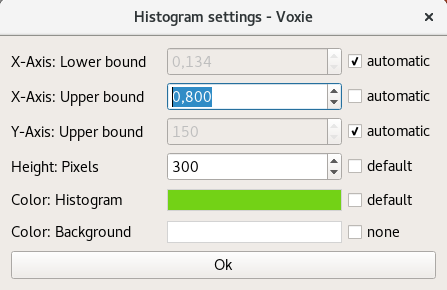 Histogram settings - Voxie
X-Axis: Lower bound 0,134 automatic
X-Axis: Upper bound 0,800 automatic
Y-Axis: Upper bound 150 automatic
Height: Pixels 300 default
Color: Histogram default
Color: Background none
Ok